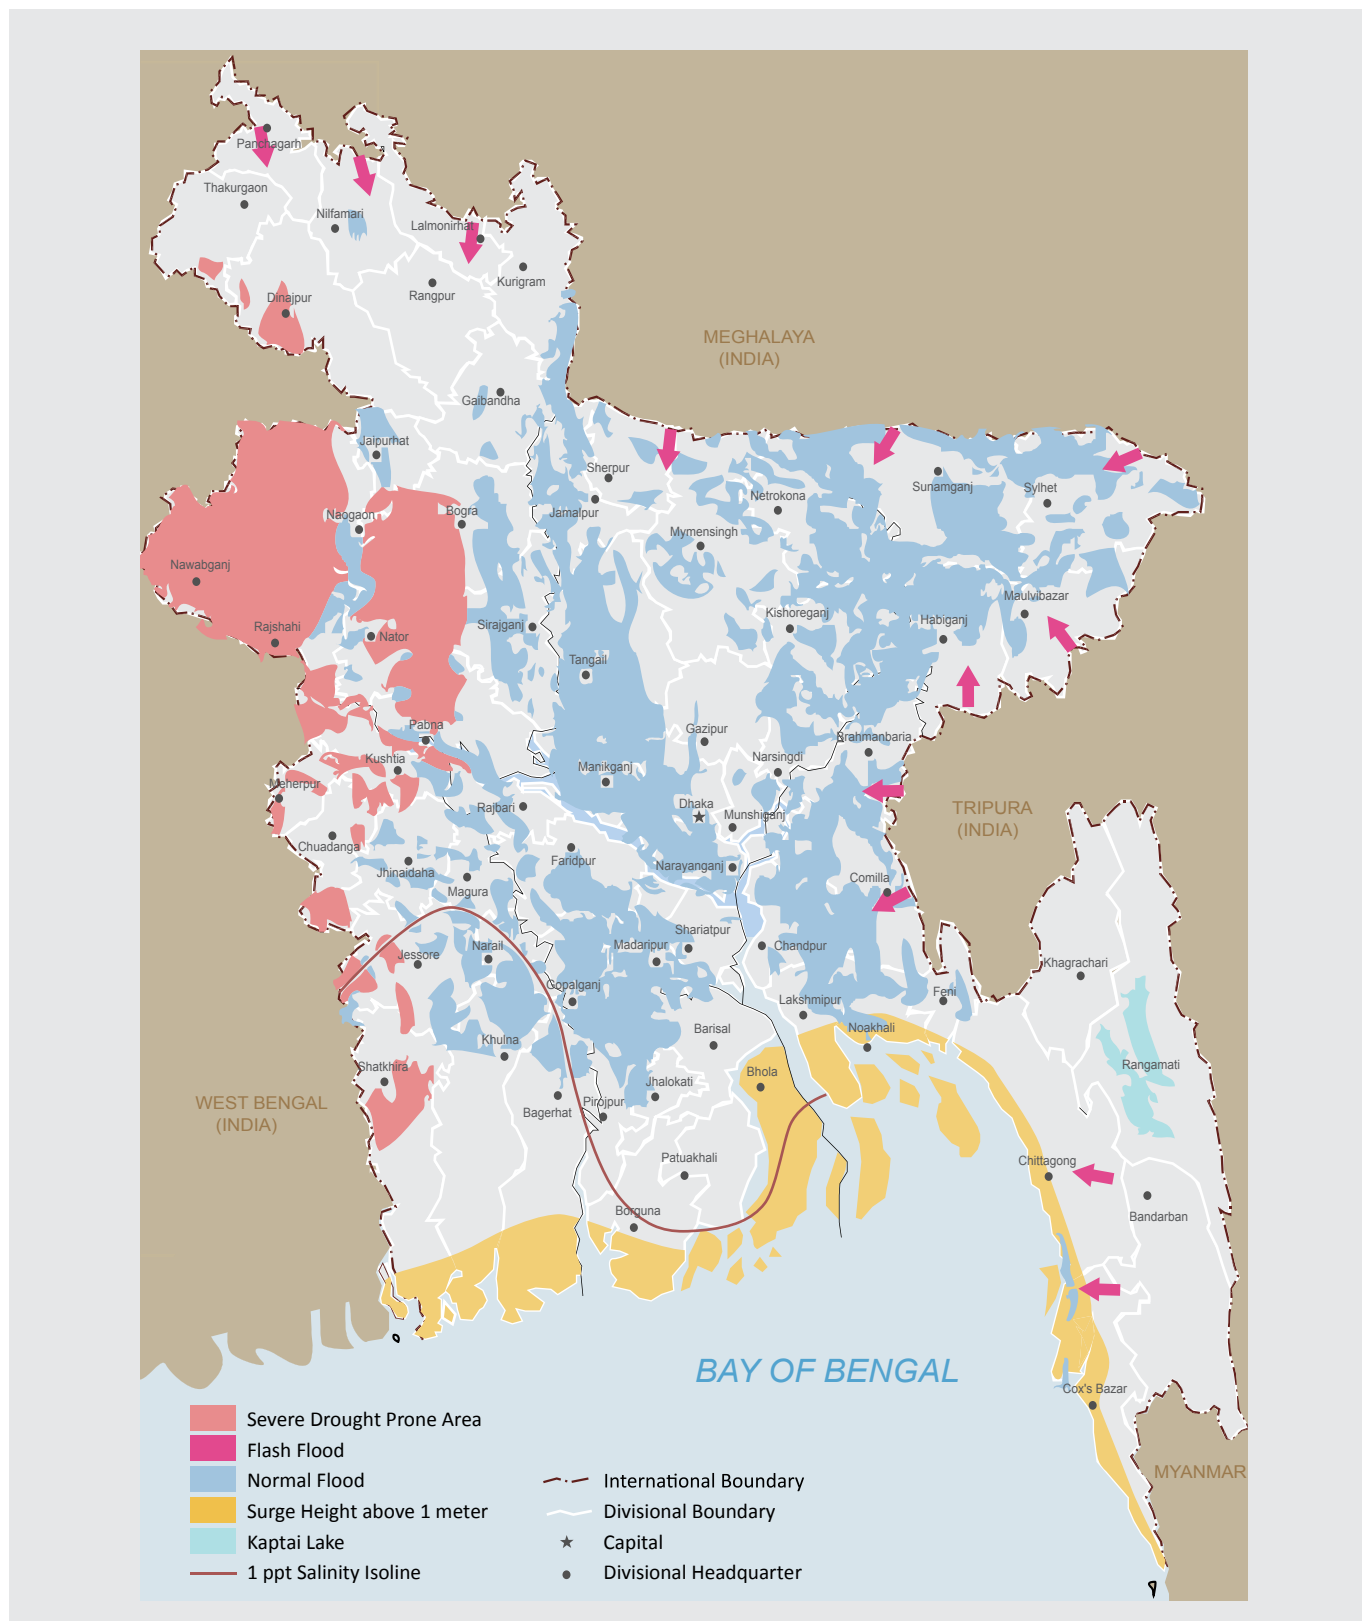 Panchagarh
Thakurgaon
Nilfamari
Lalmonirhat
Kurigram
Rangpur
Dinajpur
MEGHALAYA
(INDIA)
Gaibandha
Jaipurhat
Sherpur
Sunamganj
Sylhet
Netrokona
Jamalpur
Bogra
Naogaon
Mymensingh
Nawabganj
Maulvibazar
Kishoreganj
Habiganj
Rajshahi
Sirajganj
Nator
Tangail
Pabna
Gazipur
Brahmanbaria
Kushtia
Narsingdi
Manikganj
Meherpur
Dhaka
Rajbari
Munshiganj
TRIPURA
(INDIA)
Chuadanga
Faridpur
Jhinaidaha
Narayanganj
Comilla
Magura
Shariatpur
Madaripur
Chandpur
Narail
Jessore
Khagrachari
Gopalganj
Feni
Lakshmipur
Noakhali
Barisal
Khulna
Shatkhira
Bhola
Rangamati
Jhalokati
WEST BENGAL
(INDIA)
Bagerhat
Pirojpur
Patuakhali
Chittagong
Borguna
Bandarban
BAY OF BENGAL
Cox's Bazar
MYANMAR
Severe Drought Prone Area
Flash Flood
Normal Flood
Surge Height above 1 meter
Kaptai Lake
1 ppt Salinity Isoline
International Boundary
Divisional Boundary
Capital
Divisional Headquarter